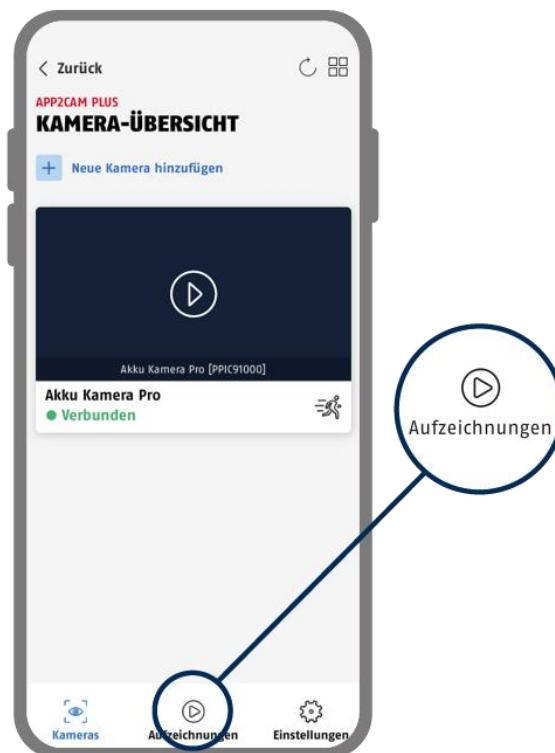 Zurück
APP2CAM PLUS
KAMERA-ÜBERSICHT
Neue Kamera hinzufügen
Akku Kamera Pro [PPIC91000]
Akku Kamera Pro
Verbunden
Aufzeichnungen
Kameras Aufzeichnungen Einstellungen